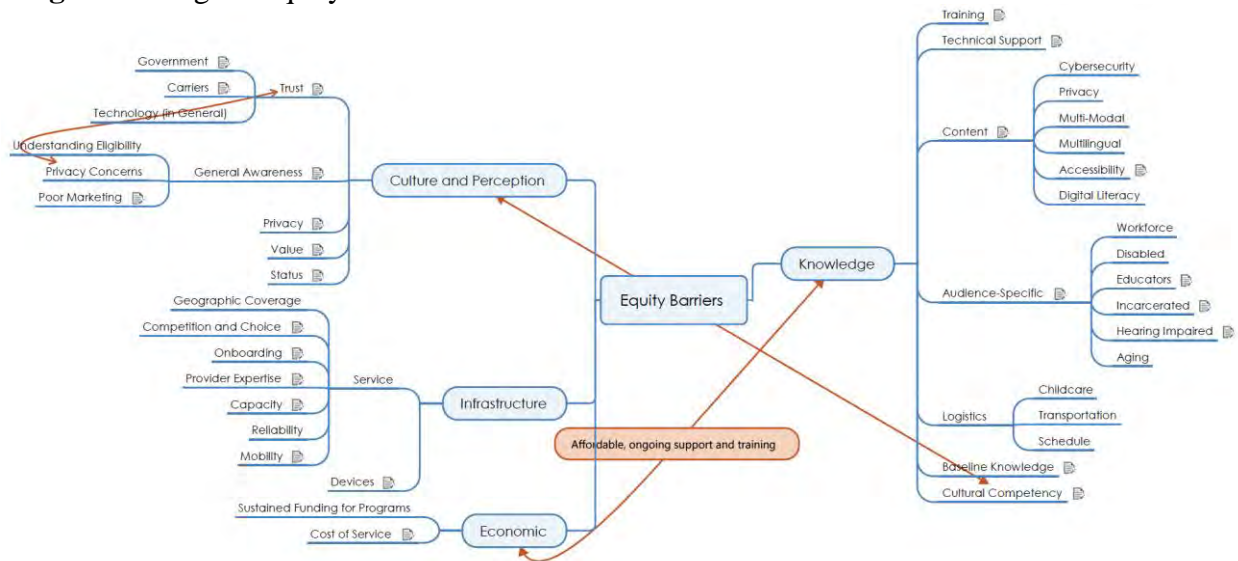 Training
Technical Support
Government
Carriers
Technology (in General)
Trust
Cybersecurity
Privacy
Multi-Modal
Multilingual
Accessibility
Digital Literacy
Content
Understanding Eligibility
Privacy Concerns
Poor Marketing
General Awareness
Culture and Perception
Privacy
Value
Status
Equity Barriers
Knowledge
Workforce
Disabled
Educators
Incarcerated
Hearing Impaired
Aging
Audience-Specific
Geographic Coverage
Competition and Choice
Onboarding
Provider Expertise
Capacity
Reliability
Mobility
Service
Infrastructure
Devices
Affordable, ongoing support and training
Childcare
Transportation
Schedule
Logistics
Baseline Knowledge
Cultural Competency
Sustained Funding for Programs
Cost of Service
Economic